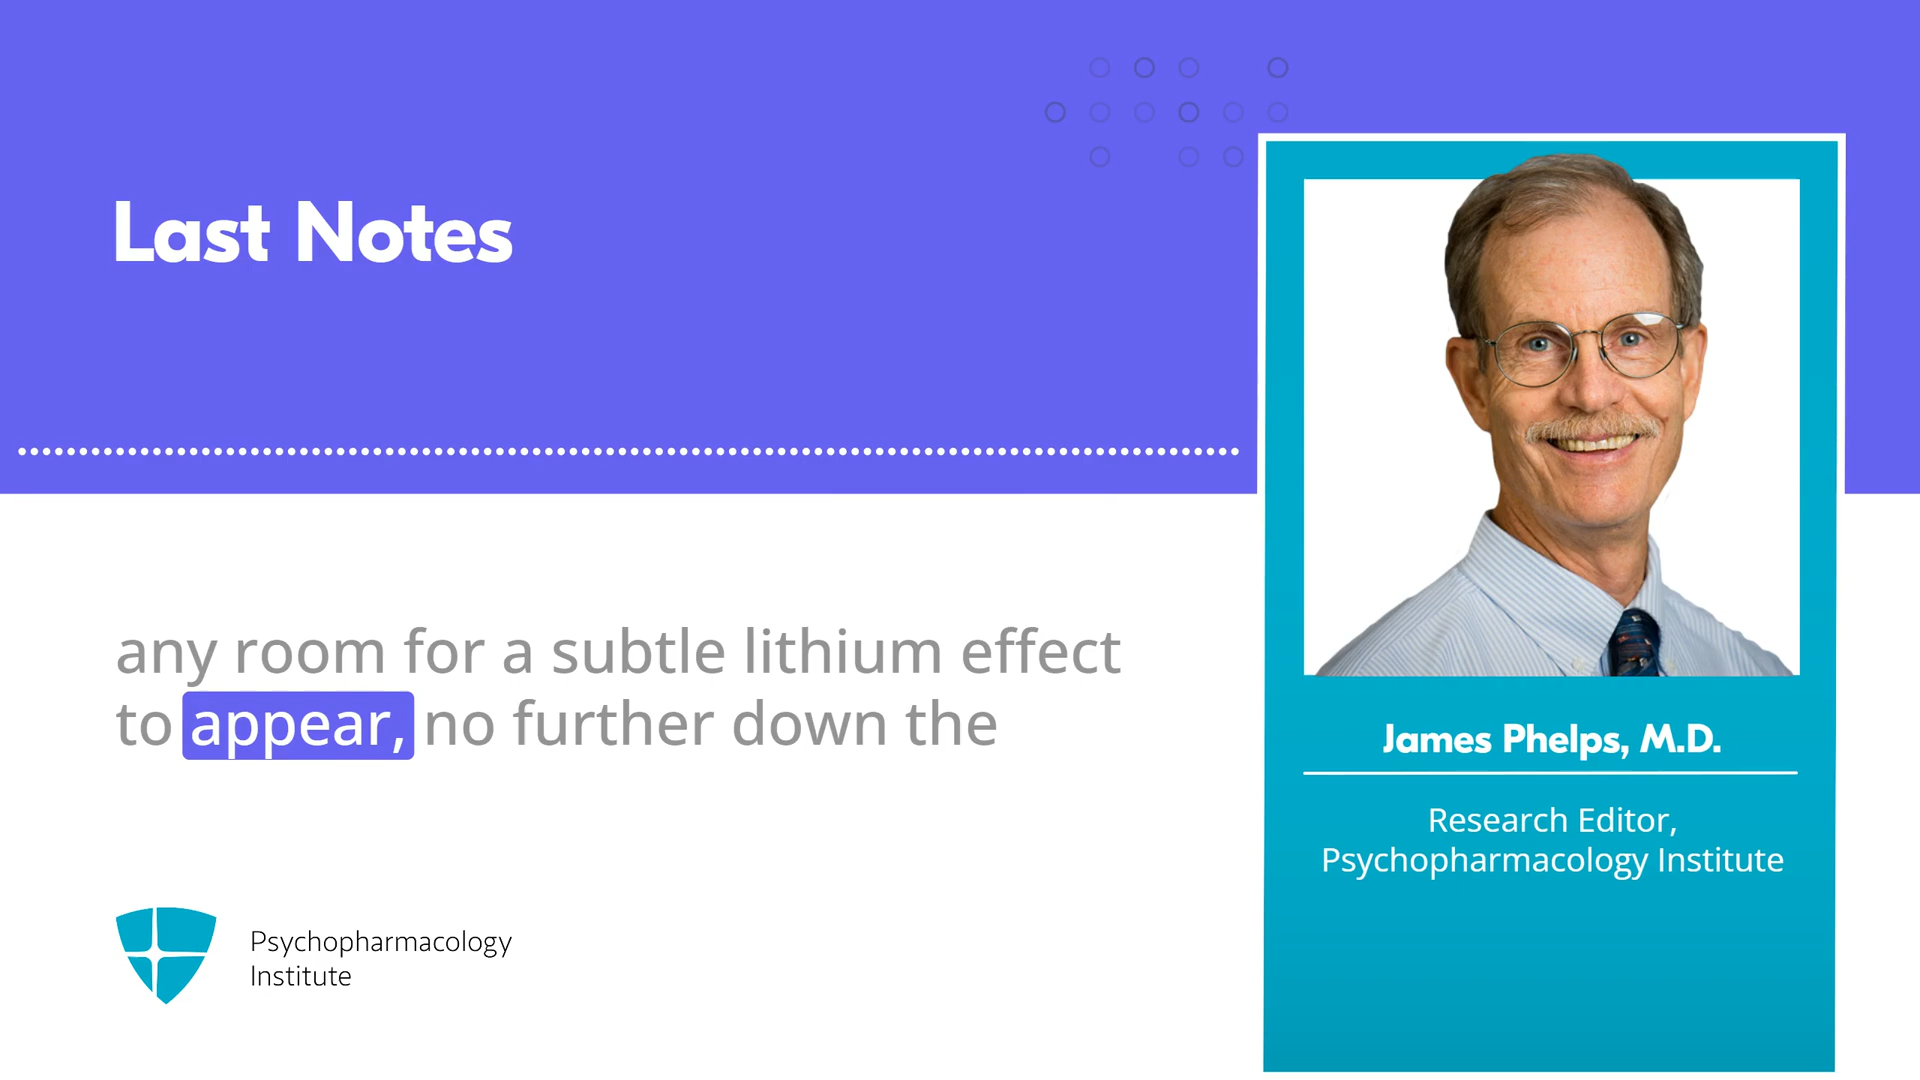 Last Notes
any room for a subtle lithium effect
to appear, no further down the
James Phelps, M.D.
Research Editor,
Psychopharmacology Institute
Psychopharmacology
Institute